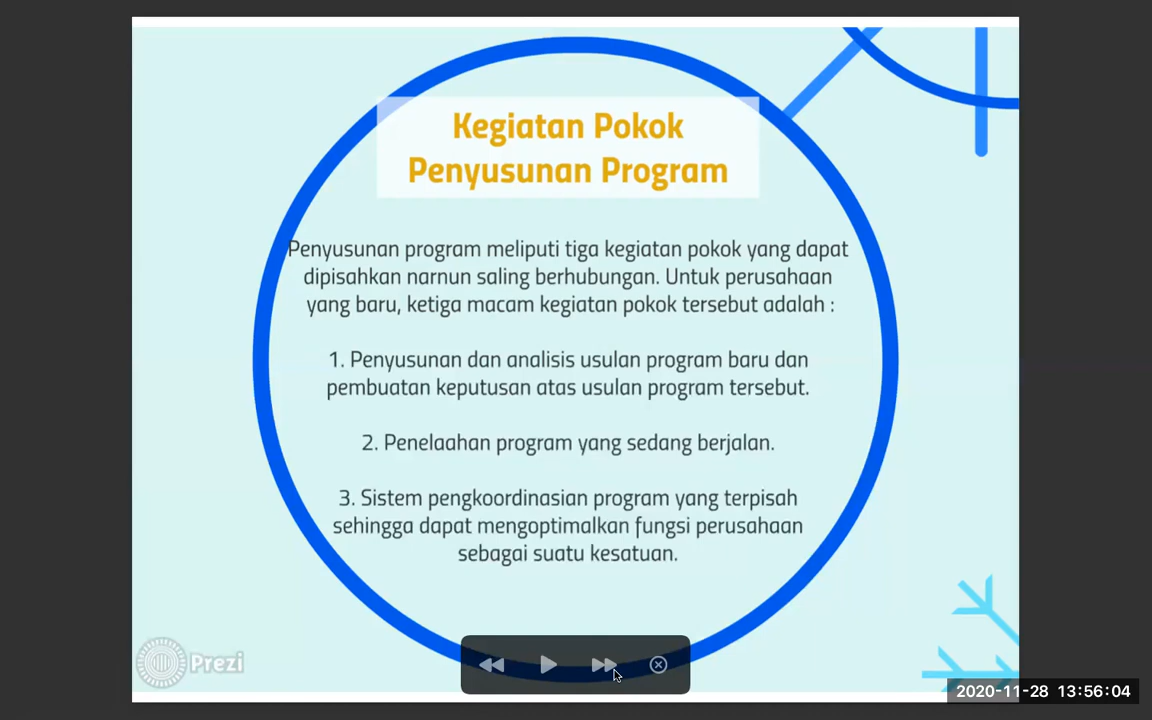 Kegiatan Pokok
Penyusunan Program
Penyusunan program meliputi tiga kegiatan pokok yang dapat
dipisahkan narnun saling berhubungan. Untuk perusahaan
yang baru, ketiga macam kegiatan pokok tersebut adalah :
1. Penyusunan dan analisis usulan program baru dan
pembuatan keputusan atas usulan program tersebut.
2. Penelaahan program yang sedang berjalan.
3. Sistem pengkoordinasian program yang terpisah
sehingga dapat mengoptimalkan fungsi perusahaan
sebagai suatu kesatuan.
Prezi
2020-11-28 13:56:04